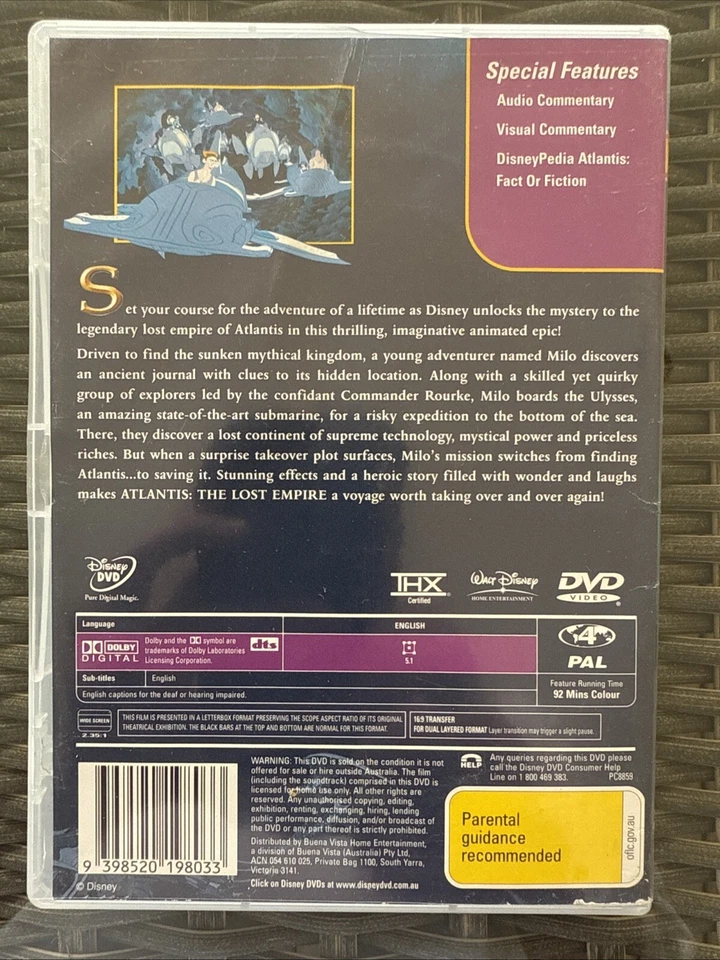 Special Features
Audio Commentary
Visual Commentary
DisneyPedia Atlantis:
Fact Or Fiction
Set your course for the adventure of a lifetime as Disney unlocks the mystery to the
legendary lost empire of Atlantis in this thrilling, imaginative animated epic!
Driven to find the sunken mythical kingdom, a young adventurer named Milo discovers
an ancient journal with clues to its hidden location. Along with a skilled yet quirky
group of explorers led by the confidant Commander Rourke, Milo boards the Ulysses,
an amazing state-of-the-art submarine, for a risky expedition to the bottom of the sea.
There, they discover a lost continent of supreme technology, mystical power and priceless
riches. But when a surprise takeover plot surfaces, Milo's mission switches from finding
Atlantis...to saving it. Stunning effects and a heroic story filled with wonder and laughs
makes ATLANTIS: THE LOST EMPIRE a voyage worth taking over and over again!
Disney
DVD
Pure Digital Magic.
THX
Certified
WALT DISNEY
HOME ENTERTAINMENT
DVD
VIDEO
Language
ENGLISH
DOLBY
DIGITAL
Dolby and the DD symbol are
trademarks of Dolby Laboratories
Licensing Corporation.
dts
5.1
4
PAL
Sub-titles
English
English captions for the deaf or hearing impaired.
Feature Running Time
92 Mins Colour
WIDE SCREEN
2.35:1
THIS FILM IS PRESENTED IN A LETTERBOX FORMAT PRESERVING THE SCOPE ASPECT RATIO OF ITS ORIGINAL
THEATRICAL EXHIBITION. THE BLACK BARS AT THE TOP AND BOTTOM ARE NORMAL FOR THIS FORMAT.
16:9 TRANSFER
FOR DUAL LAYERED FORMAT Layer transition may trigger a slight pause.
WARNING: This DVD is sold on the condition it is not
offered for sale or hire outside Australia. The film
(including the soundtrack) comprised in this DVD is
licensed for home use only. All other rights are
reserved. Any unauthorised copying, editing,
exhibition, renting, exchanging, hiring, lending
public performance, diffusion, and/or broadcast of
the DVD or any part thereof is strictly prohibited.
Distributed by Buena Vista Home Entertainment,
a division of Buena Vista (Australia) Pty Ltd,
ACN 054 610 025, Private Bag 1100, South Yarra,
Victoria 3141.
Click on Disney DVDs at www.disneydvd.com.au
HELP
Any queries regarding this DVD please
call the Disney DVD Consumer Help
Line on 1 800 469 383.
PC8859
Parental
guidance
recommended
oflc.gov.au
9 398520 198033
© Disney